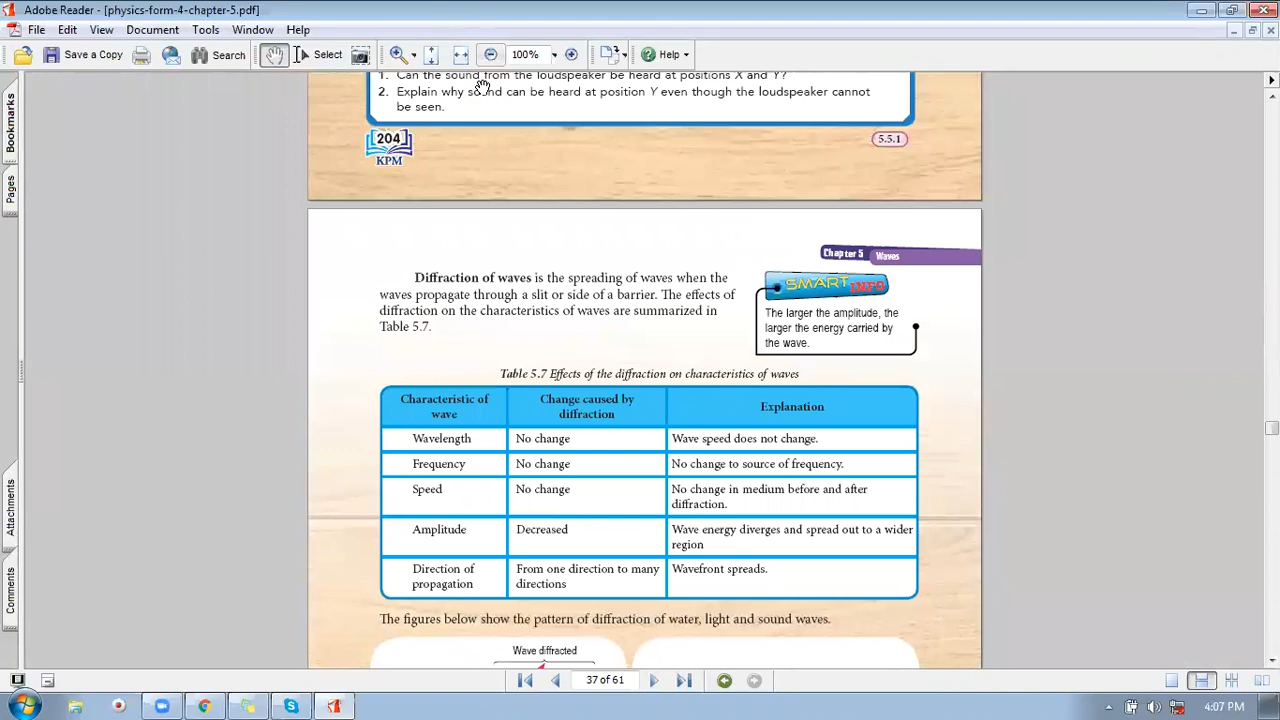 Adobe Reader - [physics-form-4-chapter-5.pdf]
File Edit View Document Tools Window Help
Save a Copy Search Select 100% Help
1. Can the sound from the loudspeaker be heard at positions X and Y?
2. Explain why sound can be heard at position Y even though the loudspeaker cannot
be seen.
204
KPM
5.5.1
Chapter 5 Waves
Diffraction of waves is the spreading of waves when the
waves propagate through a slit or side of a barrier. The effects of
diffraction on the characteristics of waves are summarized in
Table 5.7.
SMART INFO
The larger the amplitude, the
larger the energy carried by
the wave.
Table 5.7 Effects of the diffraction on characteristics of waves
Characteristic of
wave
Change caused by
diffraction
Explanation
Wavelength No change Wave speed does not change.
Frequency No change No change to source of frequency.
Speed No change No change in medium before and after
diffraction.
Amplitude Decreased Wave energy diverges and spread out to a wider
region
Direction of
propagation
From one direction to many
directions
Wavefront spreads.
The figures below show the pattern of diffraction of water, light and sound waves.
Wave diffracted
Bookmarks
Pages
Attachments
Comments
37 of 61
4:07 PM